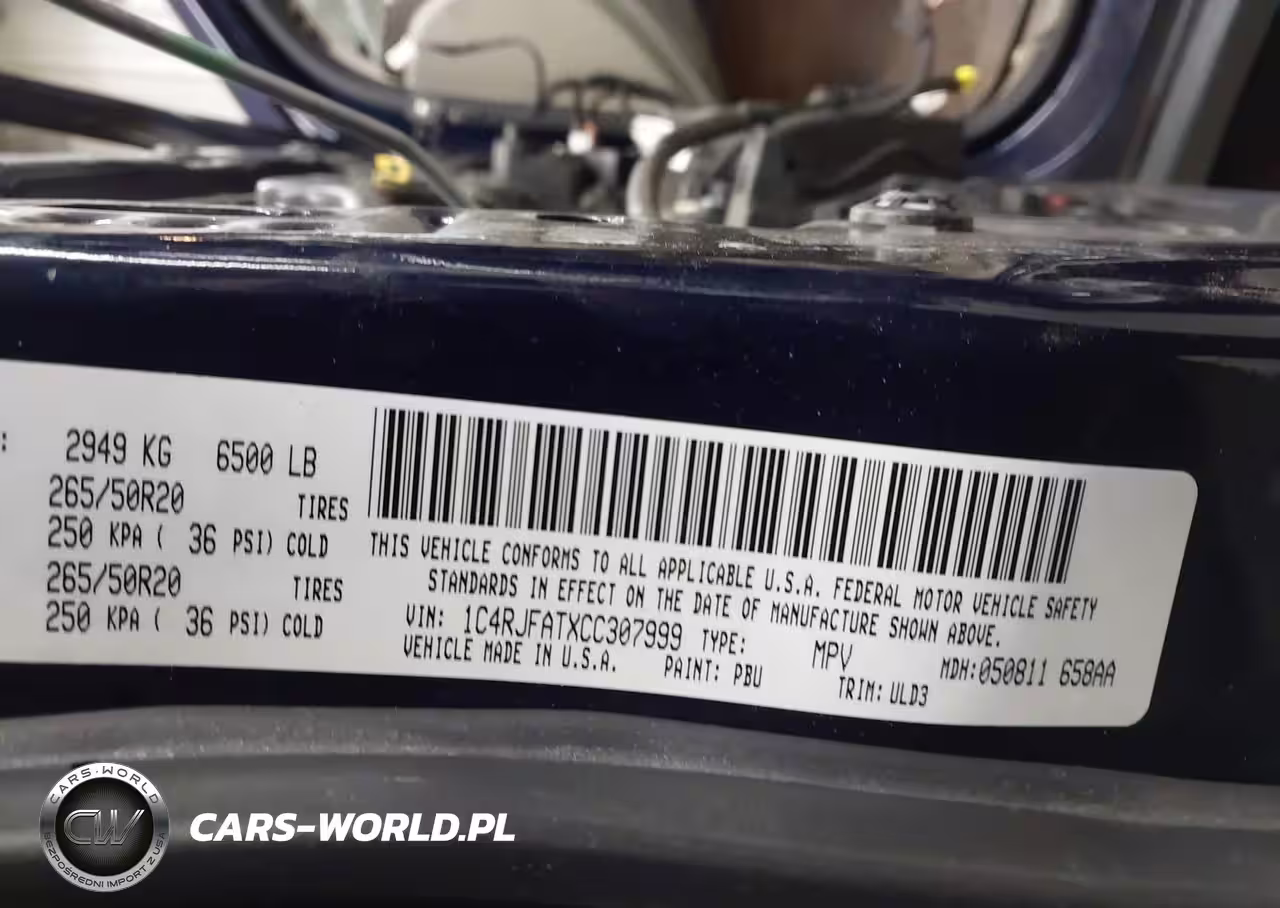 : 2949 KG 6500 LB
265/50R20 TIRES
250 KPA ( 36 PSI) COLD
265/50R20 TIRES
250 KPA ( 36 PSI) COLD
THIS VEHICLE CONFORMS TO ALL APPLICABLE U.S.A. FEDERAL MOTOR VEHICLE SAFETY
STANDARDS IN EFFECT ON THE DATE OF MANUFACTURE SHOWN ABOVE.
VIN: 1C4RJFATXCC307999 TYPE: MPV MDH:050811 658AA
VEHICLE MADE IN U.S.A. PAINT: PBU TRIM: ULD3
CARS-WORLD
CW
BEZPOŚREDNI IMPORT Z USA
CARS-WORLD.PL